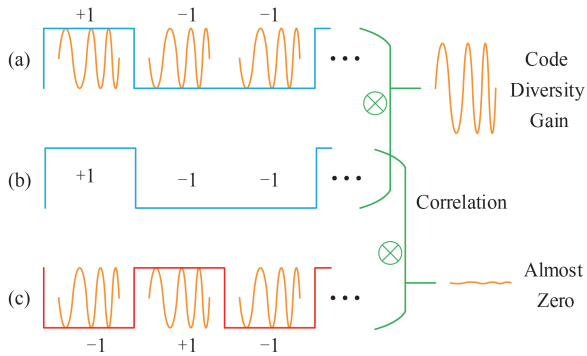 +1 −1 −1
(a)
Code
Diversity
Gain
(b)
+1 −1 −1
Correlation
(c)
Almost
Zero
−1 +1 −1